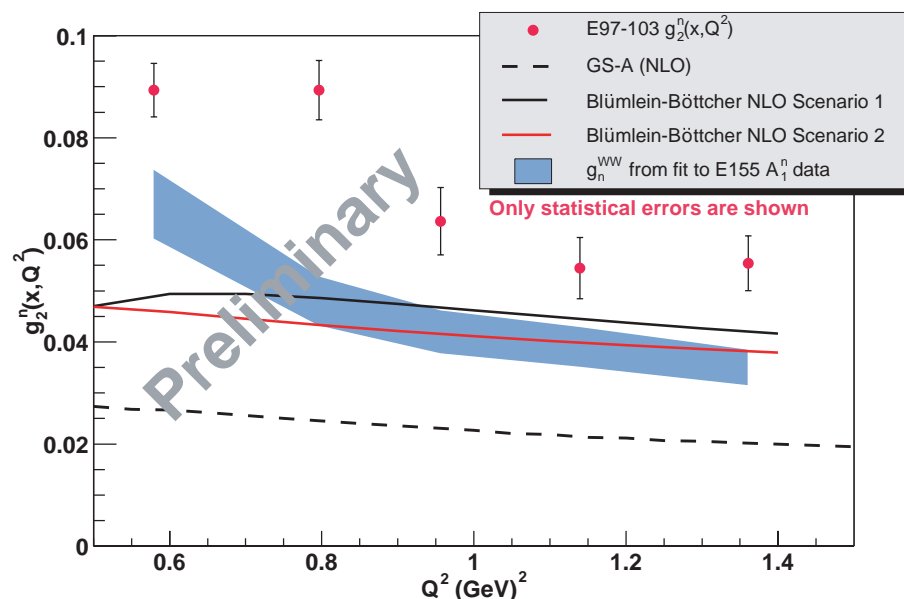 E97-103 g₂ⁿ(x,Q²)
GS-A (NLO)
Blümlein-Böttcher NLO Scenario 1
Blümlein-Böttcher NLO Scenario 2
gₙᵂᵂ from fit to E155 A₁ⁿ data
Only statistical errors are shown
Preliminary
g₂ⁿ(x,Q²)
0.1
0.08
0.06
0.04
0.02
0
0.6 0.8 1 1.2 1.4
Q² (GeV)²